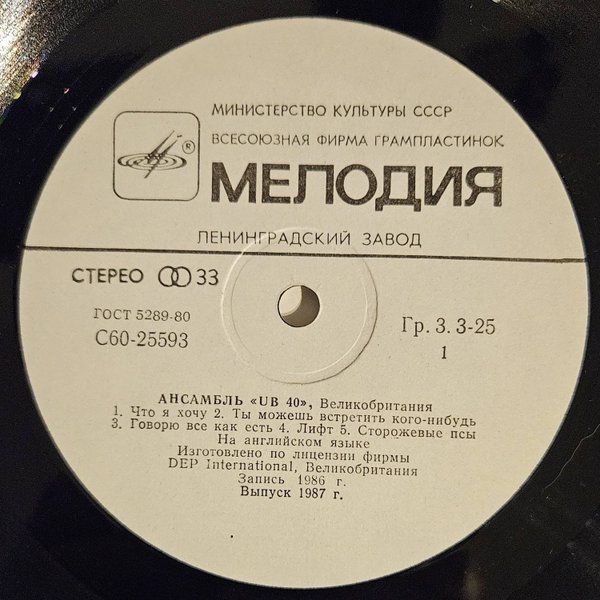 МИНИСТЕРСТВО КУЛЬТУРЫ СССР
ВСЕСОЮЗНАЯ ФИРМА ГРАМПЛАСТИНОК
®
МЕЛОДИЯ
ЛЕНИНГРАДСКИЙ ЗАВОД
СТЕРЕО 33
ГОСТ 5289-80
Гр. 3. 3-25
С60-25593
1
АНСАМБЛЬ «UB 40», Великобритания
1. Что я хочу 2. Ты можешь встретить кого-нибудь
3. Говорю все как есть 4. Лифт 5. Сторожевые псы
На английском языке
Изготовлено по лицензии фирмы
DEP International, Великобритания
Запись 1986 г.
Выпуск 1987 г.